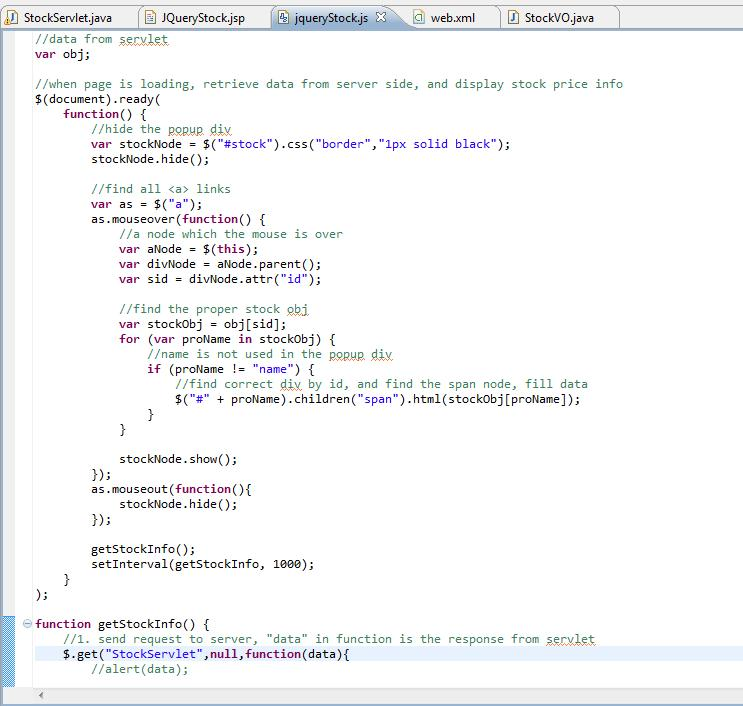 StockServlet.java JQueryStock.jsp jqueryStock.js web.xml StockVO.java
//data from servlet
var obj;
//when page is loading, retrieve data from server side, and display stock price info
$(document).ready(
function() {
//hide the popup div
var stockNode = $("#stock").css("border","1px solid black");
stockNode.hide();
//find all <a> links
var as = $("a");
as.mouseover(function() {
//a node which the mouse is over
var aNode = $(this);
var divNode = aNode.parent();
var sid = divNode.attr("id");
//find the proper stock obj
var stockObj = obj[sid];
for (var proName in stockObj) {
//name is not used in the popup div
if (proName != "name") {
//find correct div by id, and find the span node, fill data
$("#" + proName).children("span").html(stockObj[proName]);
}
}
stockNode.show();
});
as.mouseout(function(){
stockNode.hide();
});
getStockInfo();
setInterval(getStockInfo, 1000);
}
);
function getStockInfo() {
//1. send request to server, "data" in function is the response from servlet
$.get("StockServlet",null,function(data){
//alert(data);